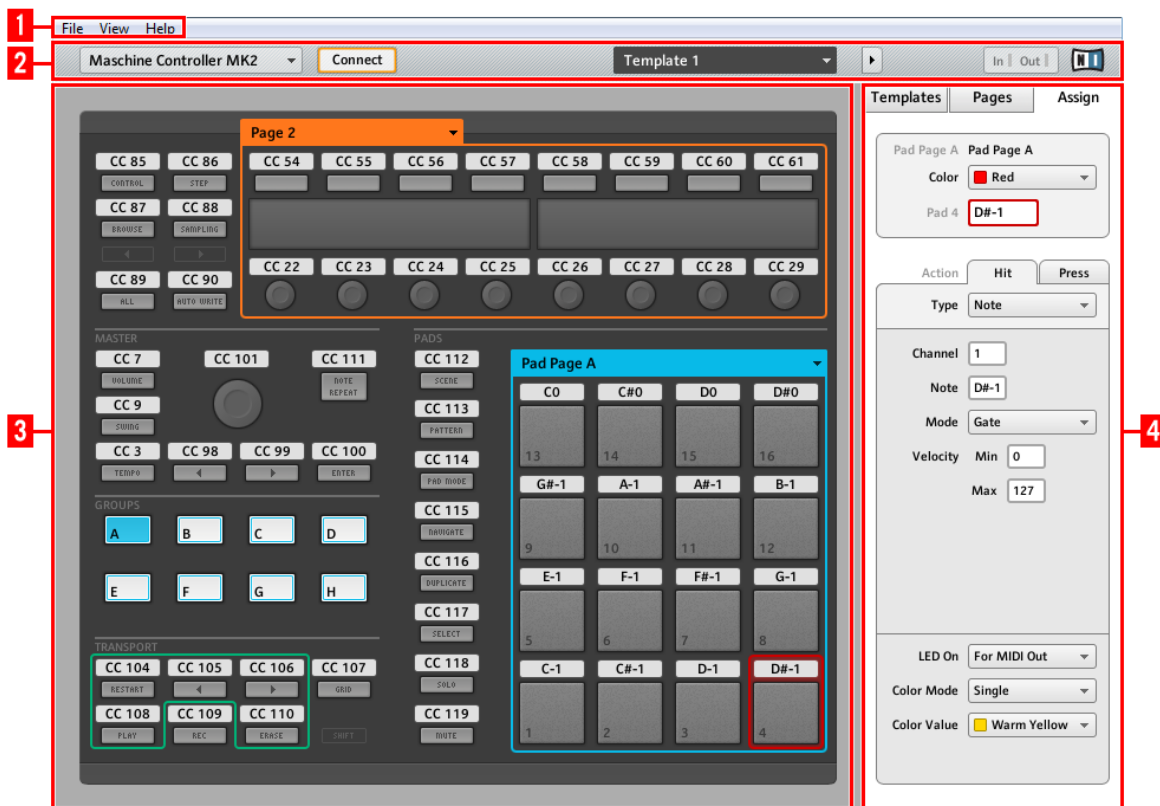 1
File View Help
2
Maschine Controller MK2 Connect Template 1 In Out NI
3
4
Page 2
CC 85 CC 86 CC 54 CC 55 CC 56 CC 57 CC 58 CC 59 CC 60 CC 61
CONTROL STEP
CC 87 CC 88
BROWSE SAMPLING
CC 89 CC 90 CC 22 CC 23 CC 24 CC 25 CC 26 CC 27 CC 28 CC 29
ALL AUTO WRITE
MASTER
CC 7 CC 101 CC 111
VOLUME NOTE REPEAT
CC 9
SWING
CC 3 CC 98 CC 99 CC 100
TEMPO ENTER
GROUPS
A B C D
E F G H
TRANSPORT
CC 104 CC 105 CC 106 CC 107
RESTART GRID
CC 108 CC 109 CC 110
PLAY REC ERASE SHIFT
PADS
CC 112
SCENE
CC 113
PATTERN
CC 114
PAD MODE
CC 115
NAVIGATE
CC 116
DUPLICATE
CC 117
SELECT
CC 118
SOLO
CC 119
MUTE
Pad Page A
C0 C#0 D0 D#0
13 14 15 16
G#-1 A-1 A#-1 B-1
9 10 11 12
E-1 F-1 F#-1 G-1
5 6 7 8
C-1 C#-1 D-1 D#-1
1 2 3 4
Templates Pages Assign
Pad Page A Pad Page A
Color Red
Pad 4 D#-1
Action Hit Press
Type Note
Channel 1
Note D#-1
Mode Gate
Velocity Min 0
Max 127
LED On For MIDI Out
Color Mode Single
Color Value Warm Yellow